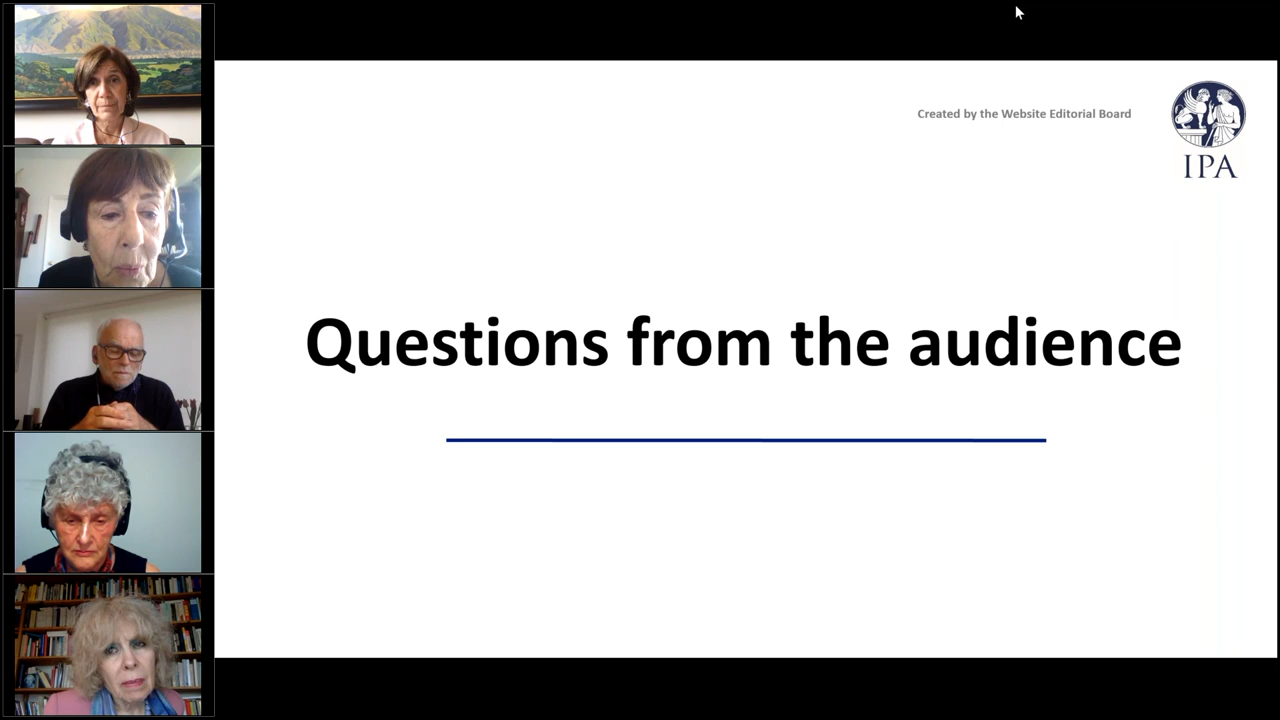 Created by the Website Editorial Board
IPA
Questions from the audience